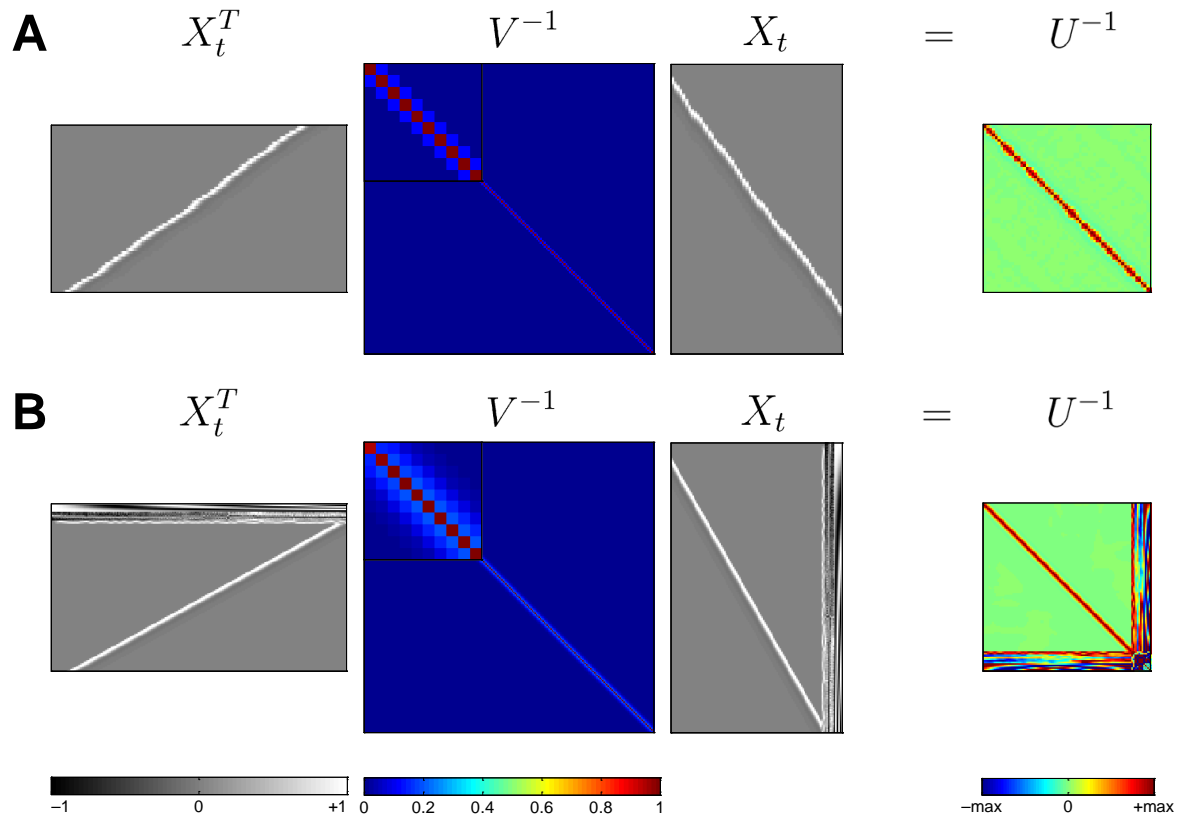 A X_t^T V^{-1} X_t = U^{-1}
B X_t^T V^{-1} X_t = U^{-1}
–1 0 +1
0 0.2 0.4 0.6 0.8 1
–max 0 +max